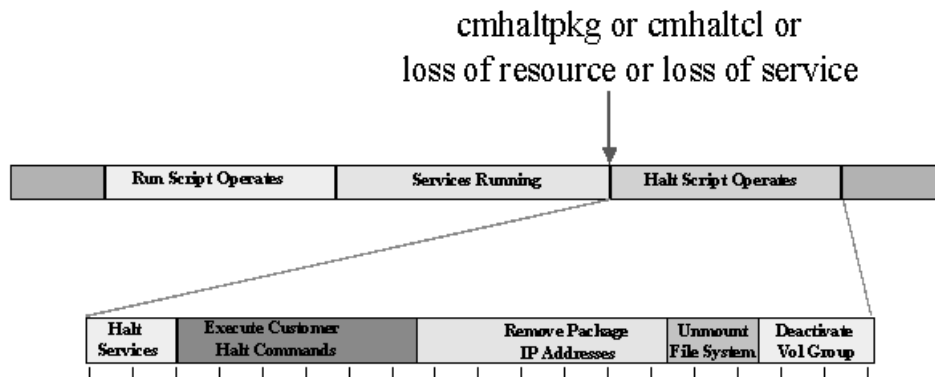 cmhaltpkg or cmhaltcl or
loss of resource or loss of service
Run Script Operates
Services Running
Halt Script Operates
Halt
Services
Execute Customer
Halt Commands
Remove Package
IP Addresses
Unmount
File System
Deactivate
Vol Group